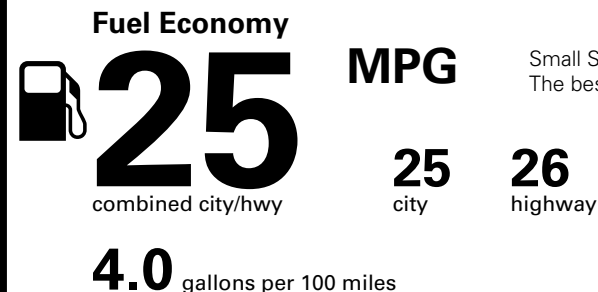 Fuel Economy
25 MPG
Small
The
combined city/hwy
25 city
26 highway
4.0 gallons per 100 miles